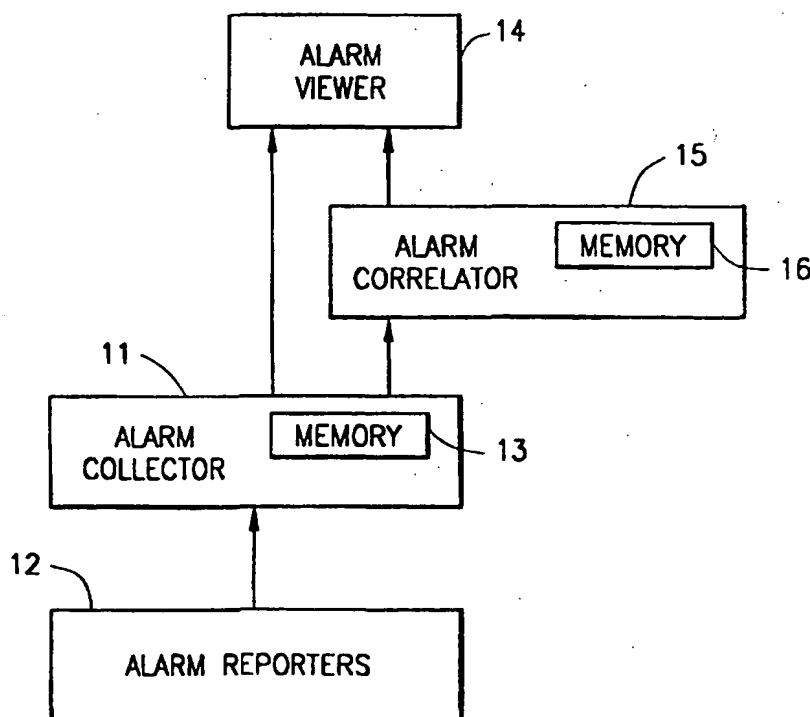 14
ALARM
VIEWER
15
ALARM
CORRELATOR
MEMORY
16
11
ALARM
COLLECTOR
MEMORY
13
12
ALARM REPORTERS